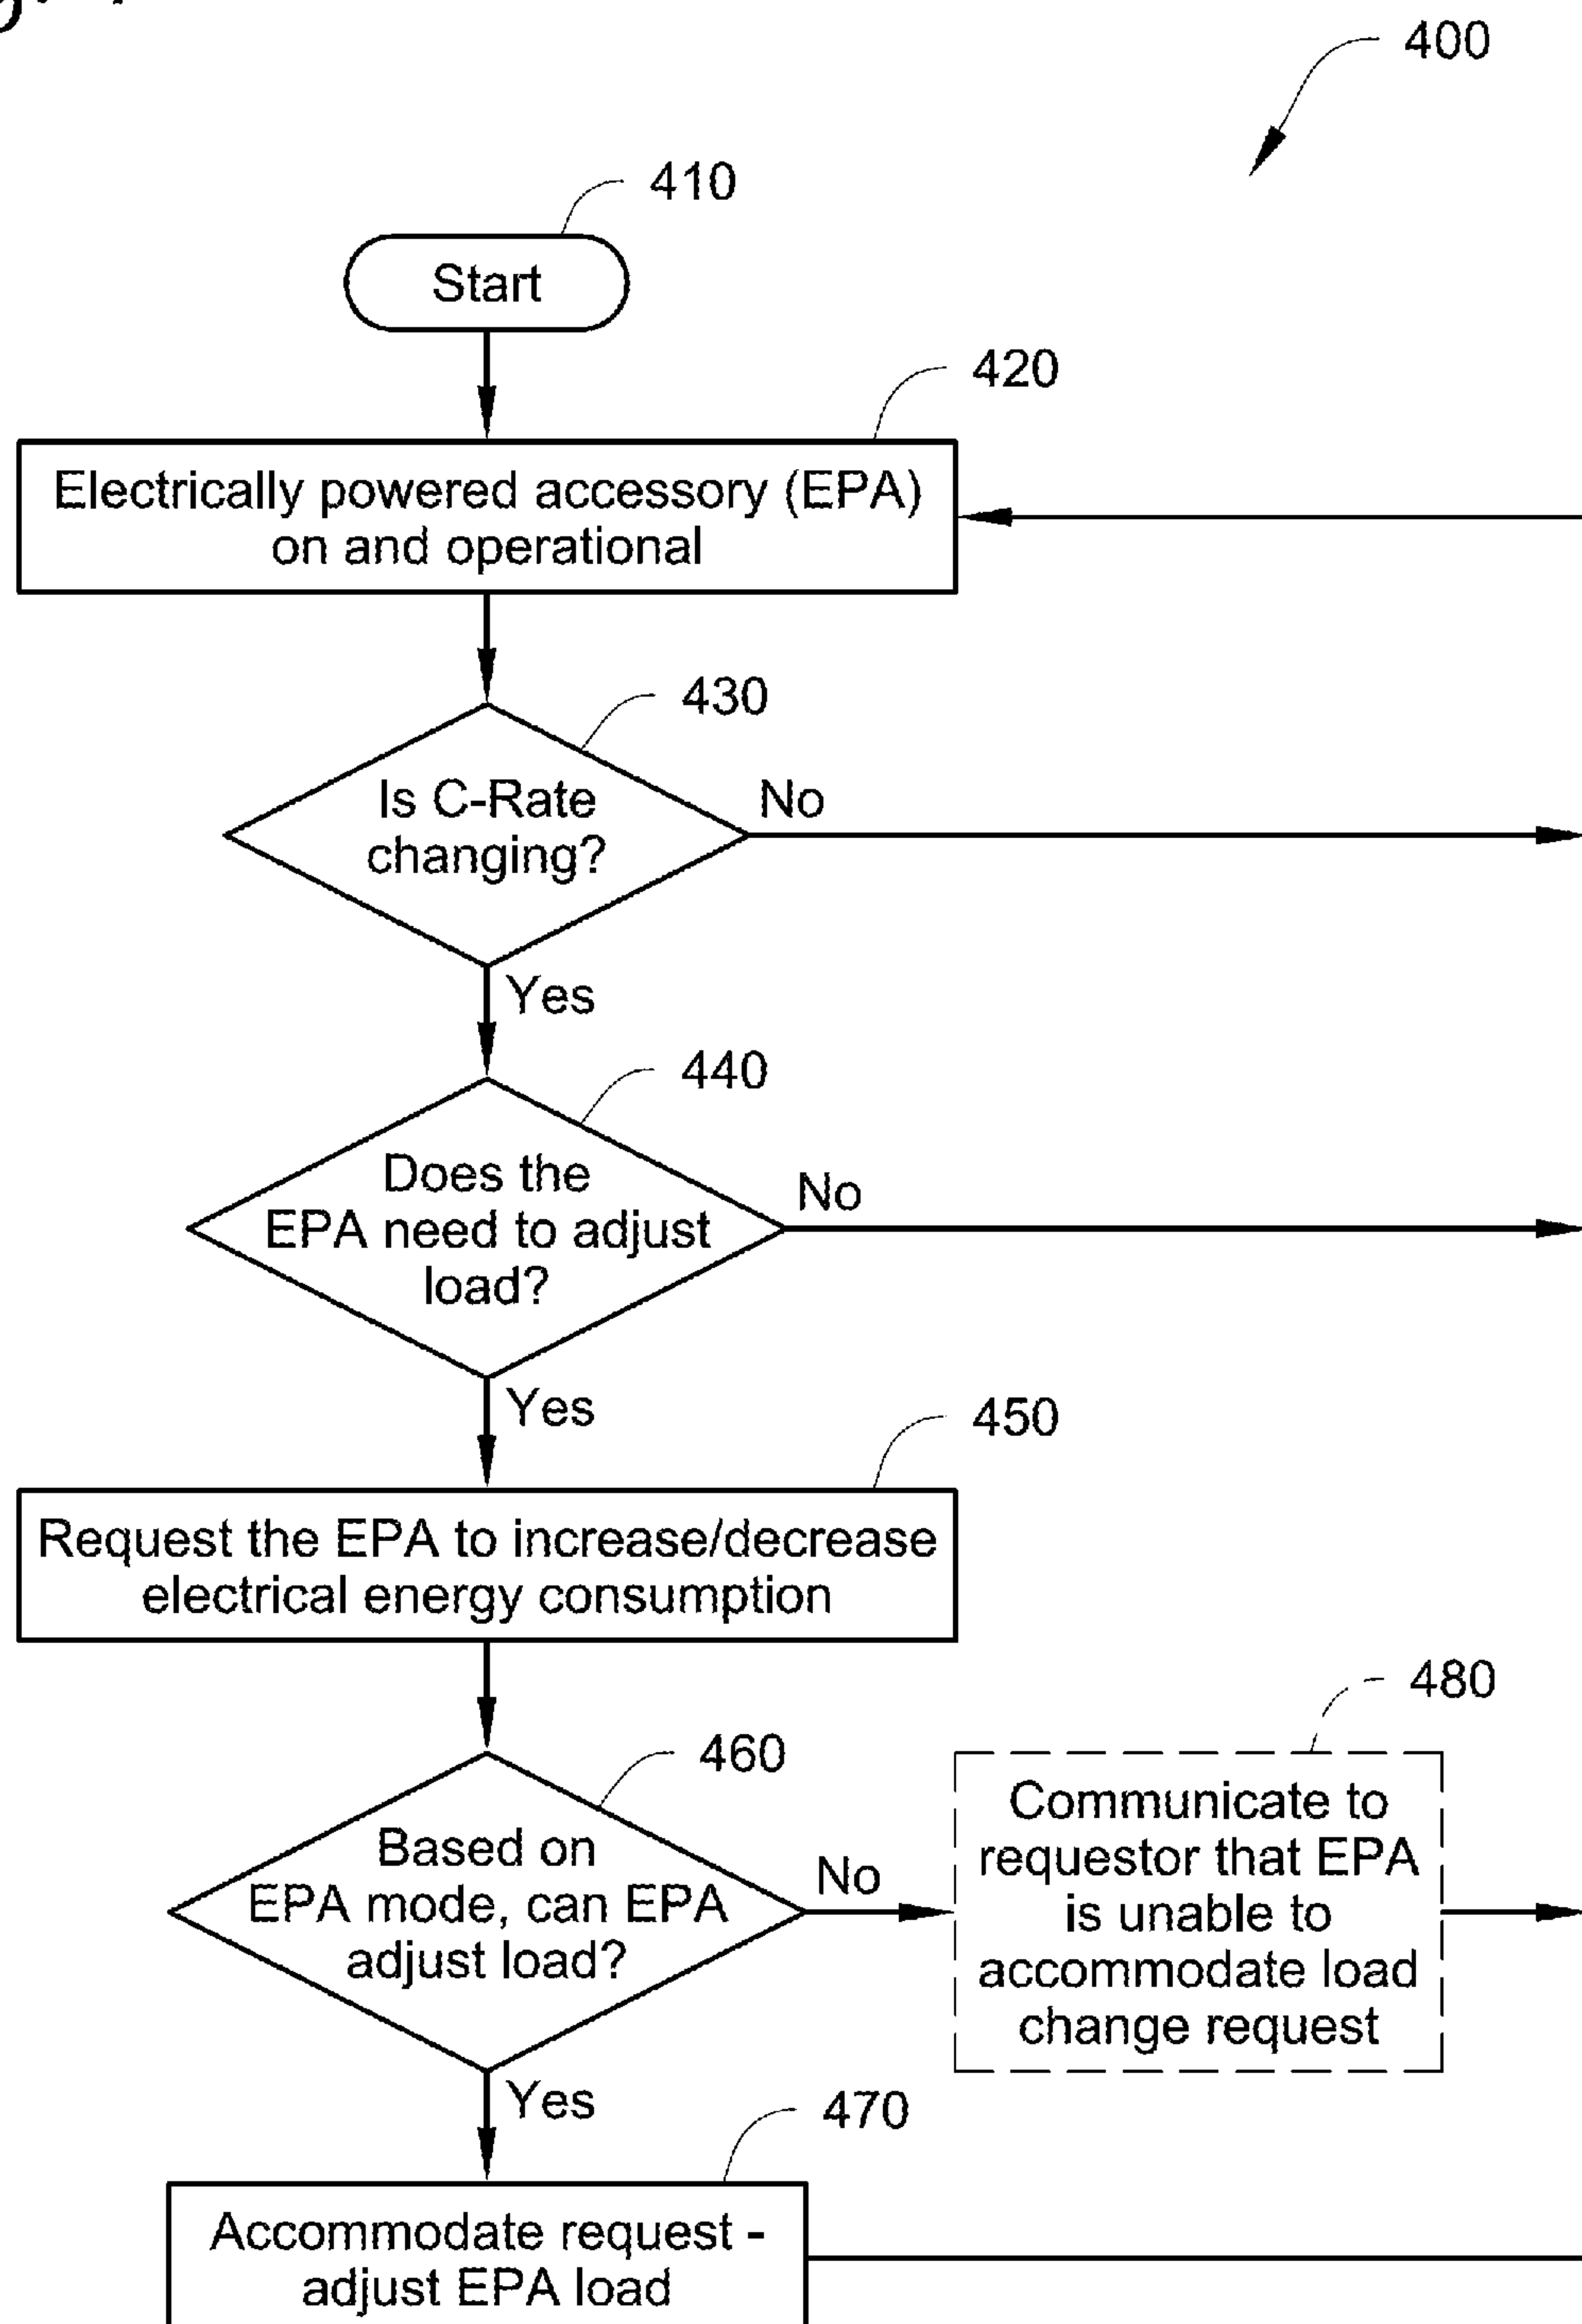 400
410
Start
420
Electrically powered accessory (EPA)
on and operational
430
Is C-Rate
changing?
No
Yes
440
Does the
EPA need to adjust
load?
No
Yes
450
Request the EPA to increase/decrease
electrical energy consumption
480
460
Based on
EPA mode, can EPA
adjust load?
No
Communicate to
requestor that EPA
is unable to
accommodate load
change request
Yes
470
Accommodate request -
adjust EPA load